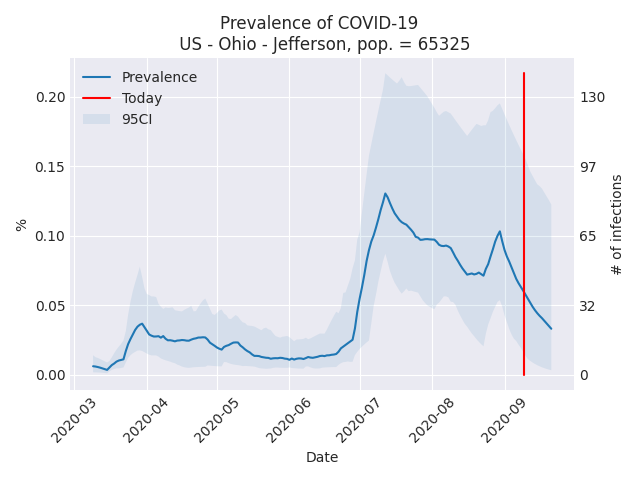 Prevalence of COVID-19
US - Ohio - Jefferson, pop. = 65325
Prevalence
Today
95CI
0.20
0.15
0.10
0.05
0.00
%
130
97
65
32
0
# of infections
2020-03
2020-04
2020-05
2020-06
2020-07
2020-08
2020-09
Date